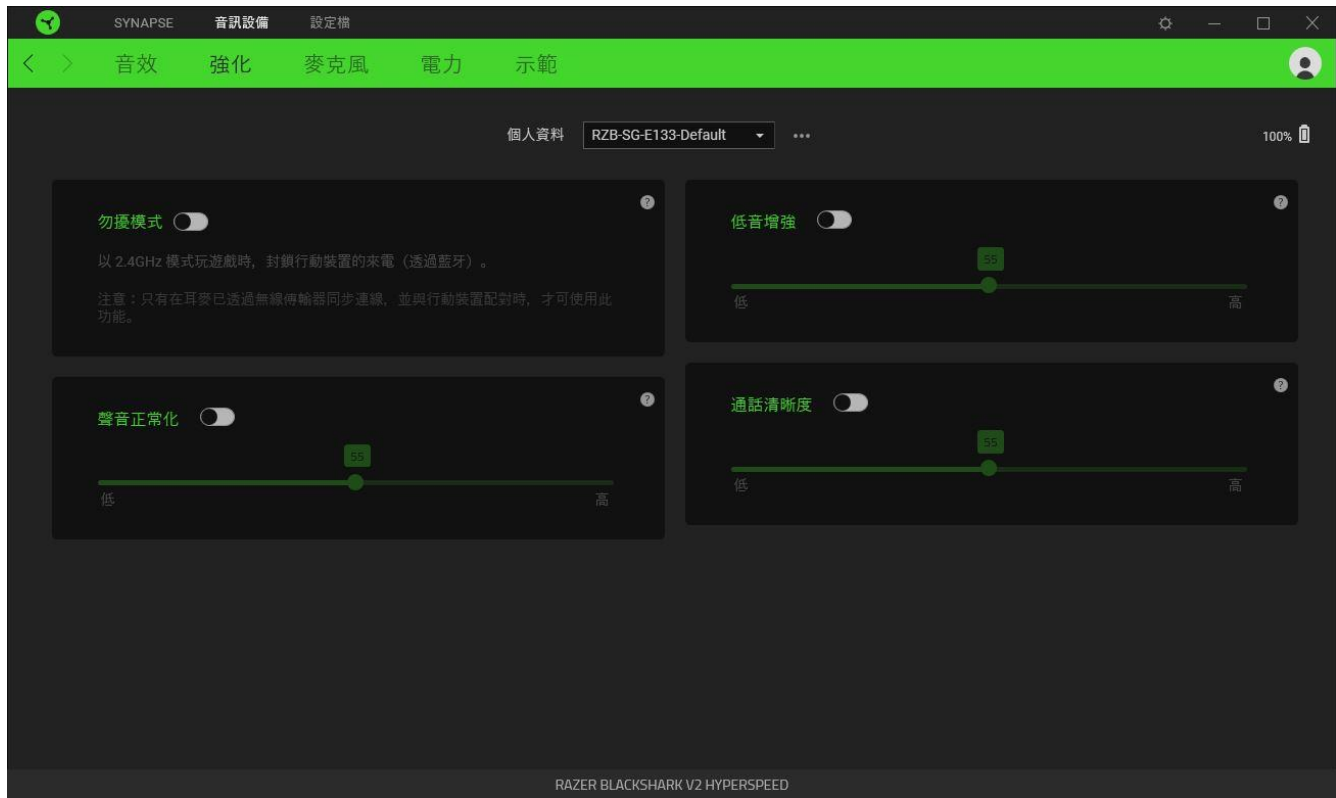 SYNAPSE 音訊設備 設定檔
音效 強化 麥克風 電力 示範
個人資料 RZB-SG-E133-Default 100%
勿擾模式
以 2.4GHz 模式玩遊戲時，封鎖行動裝置的來電（透過藍牙）。
注意：只有在耳麥已透過無線傳輸器同步連線，並與行動裝置配對時，才可使用此
功能。
低音增強
55
低 高
聲音正常化
55
低 高
通話清晰度
55
低 高
RAZER BLACKSHARK V2 HYPERSPEED